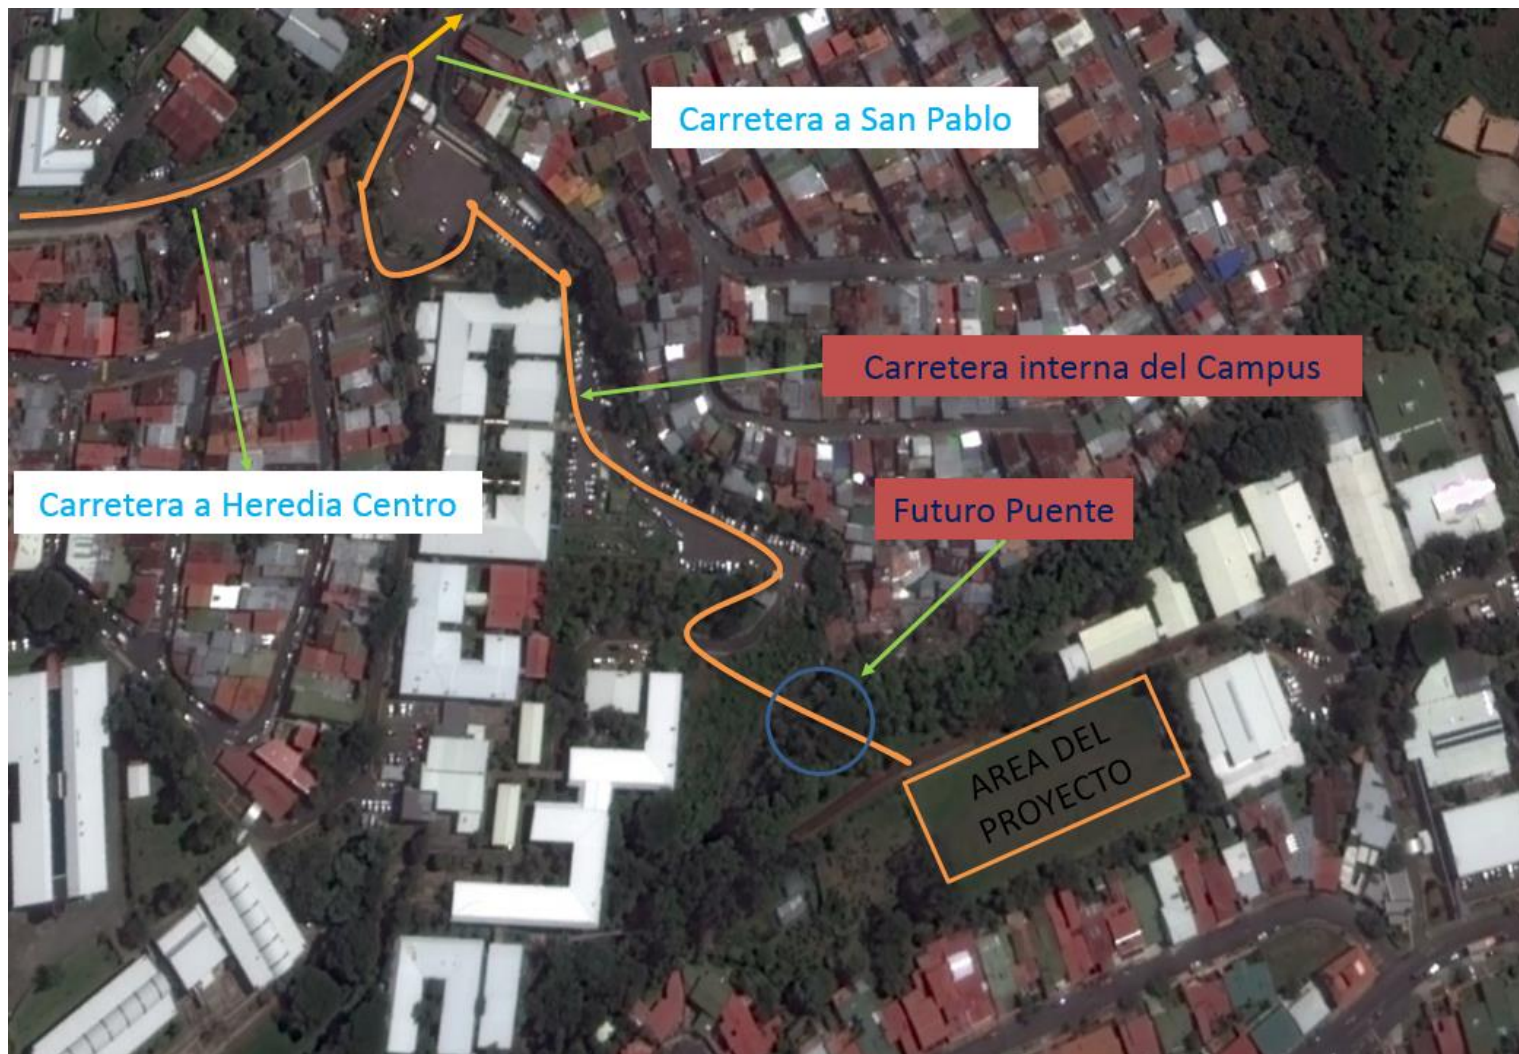 Carretera a San Pablo
Carretera interna del Campus
Carretera a Heredia Centro
Futuro Puente
AREA DEL
PROYECTO